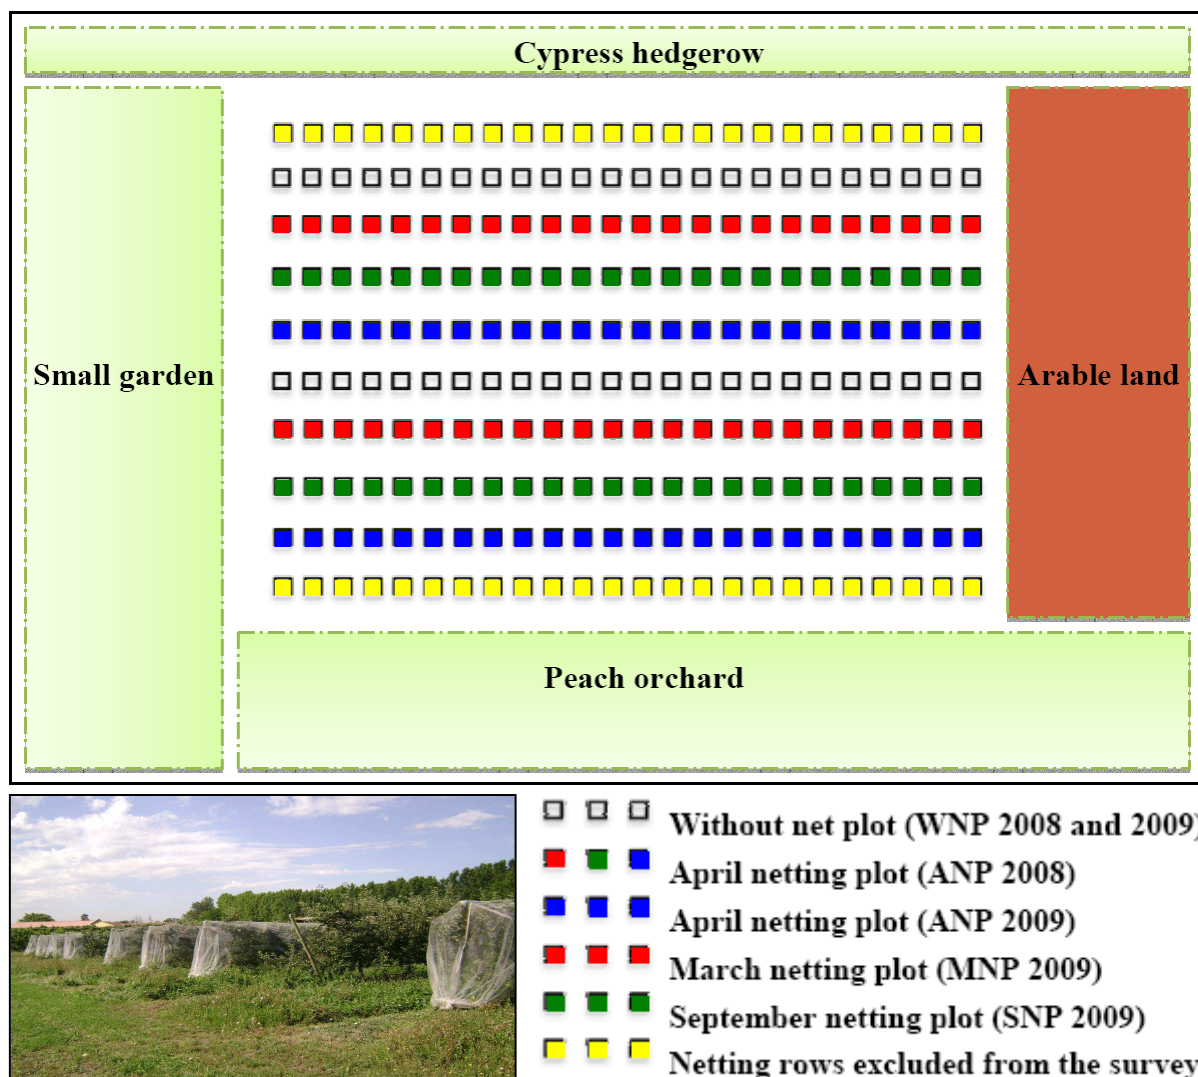 Cypress hedgerow
Small garden
Arable land
Peach orchard
Without net plot (WNP 2008 and 2009)
April netting plot (ANP 2008)
April netting plot (ANP 2009)
March netting plot (MNP 2009)
September netting plot (SNP 2009)
Netting rows excluded from the survey